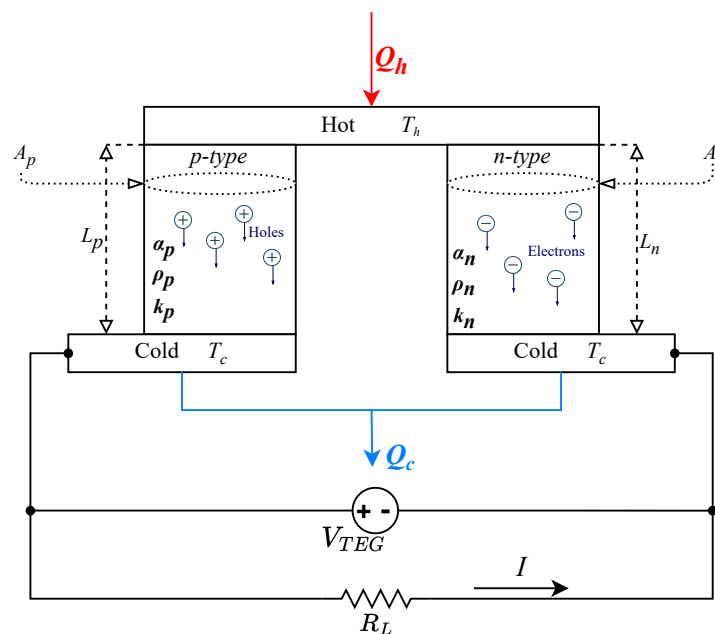 Q_h
Hot T_h
A_p
p-type
n-type
A
L_p
+ + + +
Holes
α_p
ρ_p
k_p
− − − −
Electrons
α_n
ρ_n
k_n
L_n
Cold T_c
Cold T_c
Q_c
+ -
V_TEG
I
R_L